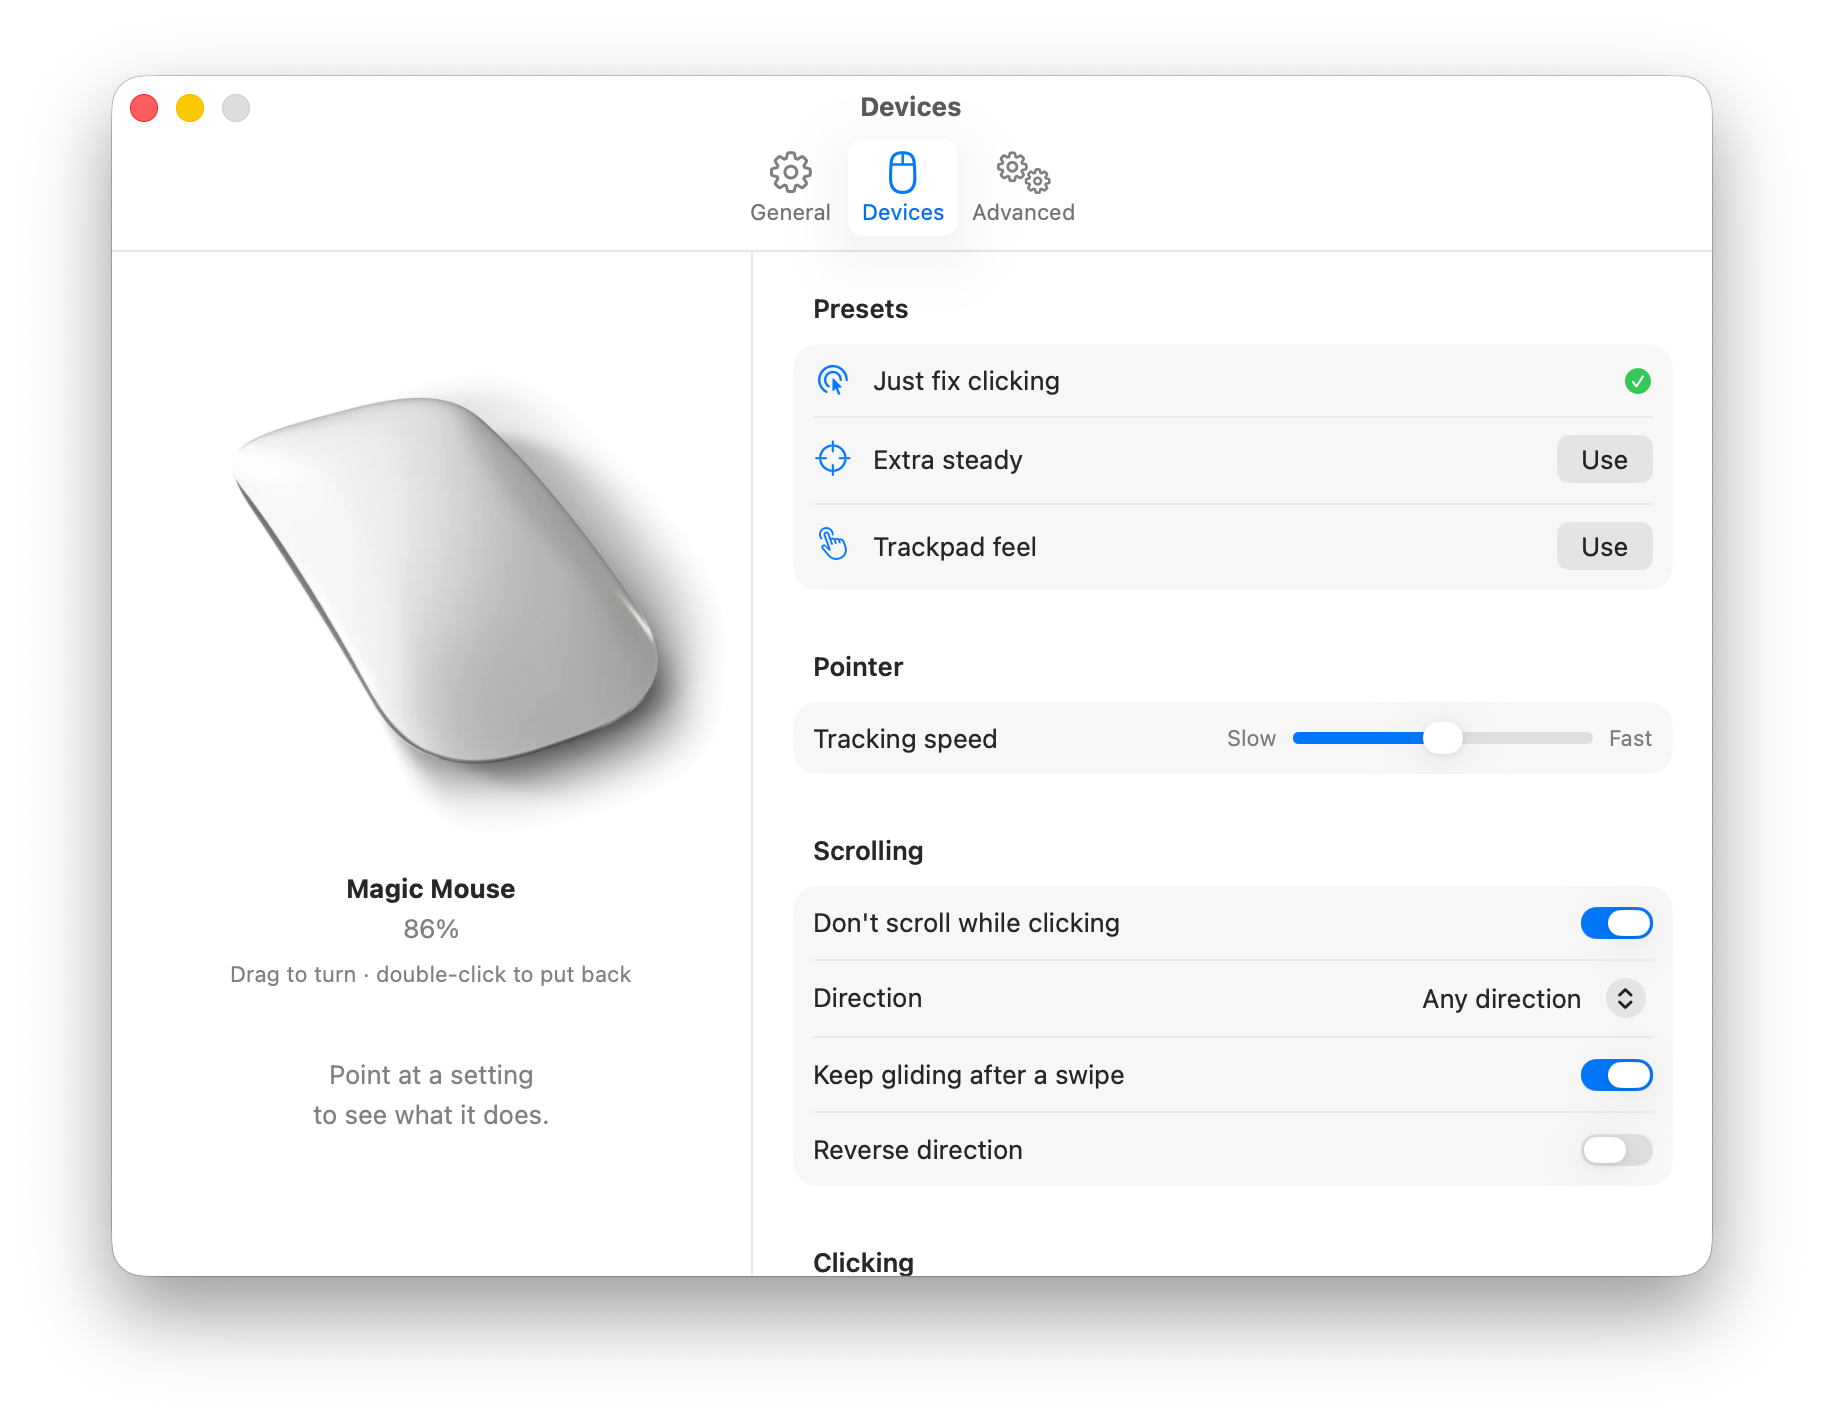 Devices
General
Devices
Advanced
Magic Mouse
86%
Drag to turn · double-click to put back
Point at a setting
to see what it does.
Presets
Just fix clicking
Extra steady
Use
Trackpad feel
Use
Pointer
Tracking speed
Slow
Fast
Scrolling
Don't scroll while clicking
Direction
Any direction
Keep gliding after a swipe
Reverse direction
Clicking